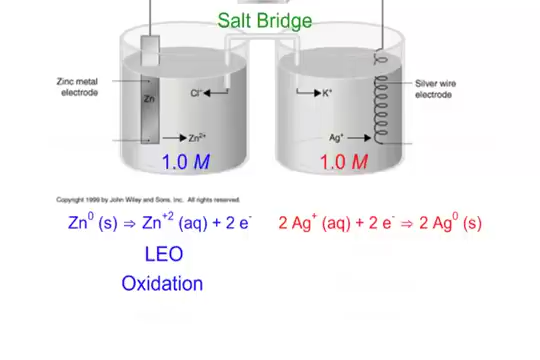 Salt Bridge
Zinc metal
electrode
Zn
Cl⁻
K⁺
Silver wire
electrode
Zn²⁺
Ag⁺
1.0 M
1.0 M
Copyright 1999 by John Wiley and Sons, Inc. All rights reserved.
Zn⁰ (s) ⇒ Zn⁺² (aq) + 2 e⁻
2 Ag⁺ (aq) + 2 e⁻ ⇒ 2 Ag⁰ (s)
LEO
Oxidation